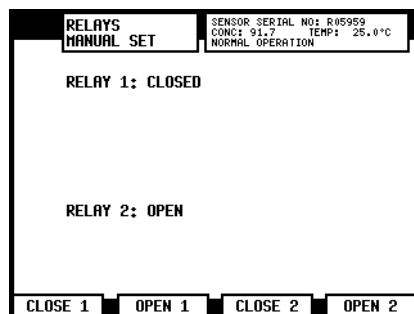 RELAYS
MANUAL SET
SENSOR SERIAL NO: R05959
CONC: 91.7 TEMP: 25.0°C
NORMAL OPERATION
RELAY 1: CLOSED
RELAY 2: OPEN
CLOSE 1 OPEN 1 CLOSE 2 OPEN 2